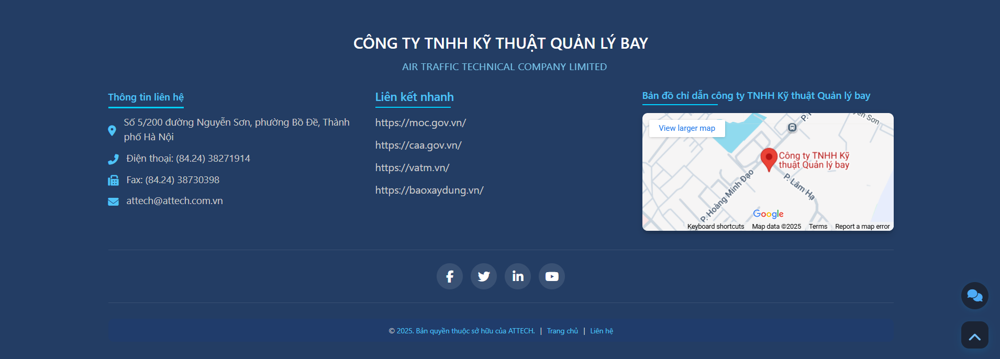 CÔNG TY TNHH KỸ THUẬT QUẢN LÝ BAY
AIR TRAFFIC TECHNICAL COMPANY LIMITED
Thông tin liên hệ
Số 5/200 đường Nguyễn Sơn, phường Bồ Đề, Thành
phố Hà Nội
Điện thoại: (84.24) 38271914
Fax: (84.24) 38730398
attech@attech.com.vn
Liên kết nhanh
https://moc.gov.vn/
https://caa.gov.vn/
https://vatm.vn/
https://baoxaydung.vn/
Bản đồ chỉ dẫn công ty TNHH Kỹ thuật Quản lý bay
View larger map
Sơn
Công ty TNHH Kỹ
thuật Quản lý bay
P. Hoàng Minh Đạo
P. Lâm Hạ
Google
Keyboard shortcuts Map data ©2025 Terms Report a map error
© 2025. Bản quyền thuộc sở hữu của ATTECH. | Trang chủ | Liên hệ